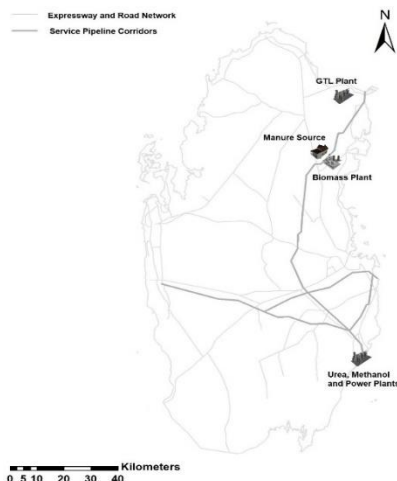 Expressway and Road Network
Service Pipeline Corridors
N
GTL Plant
Manure Source
Biomass Plant
Urea, Methanol
and Power Plants
Kilometers
0 5 10 20 30 40